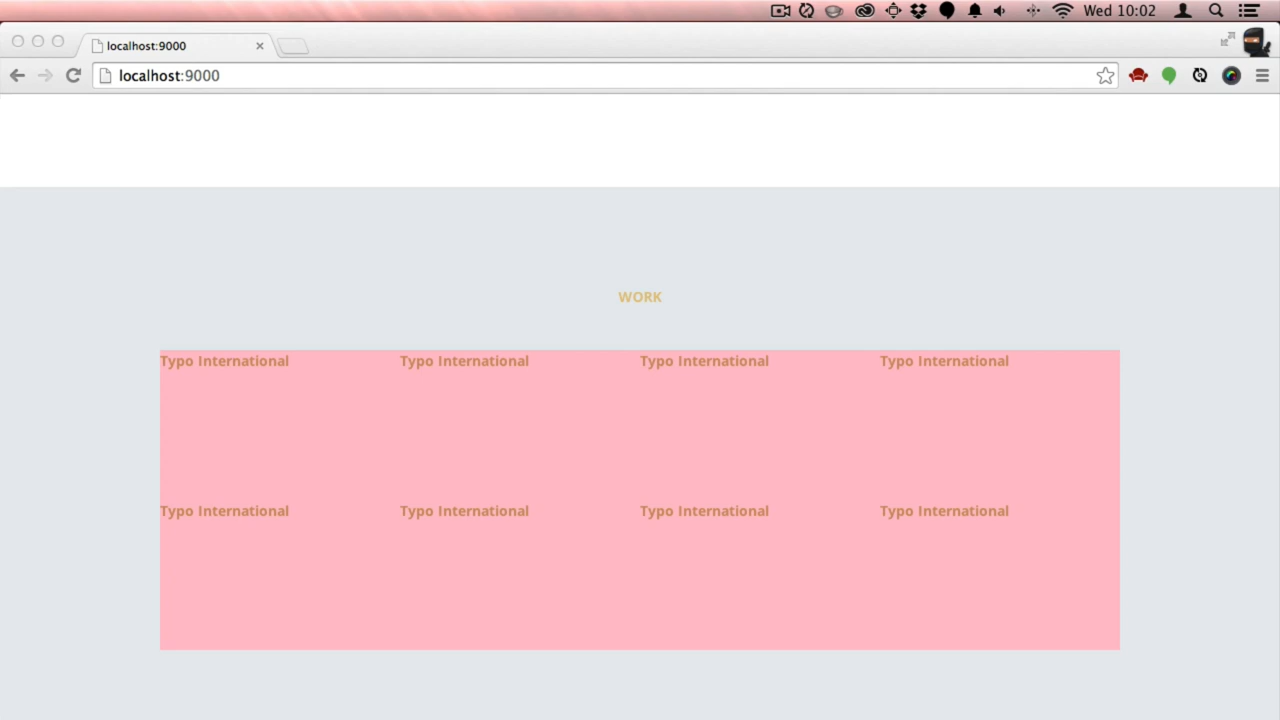 Wed 10:02
localhost:9000
localhost:9000
WORK
Typo International Typo International Typo International Typo International
Typo International Typo International Typo International Typo International